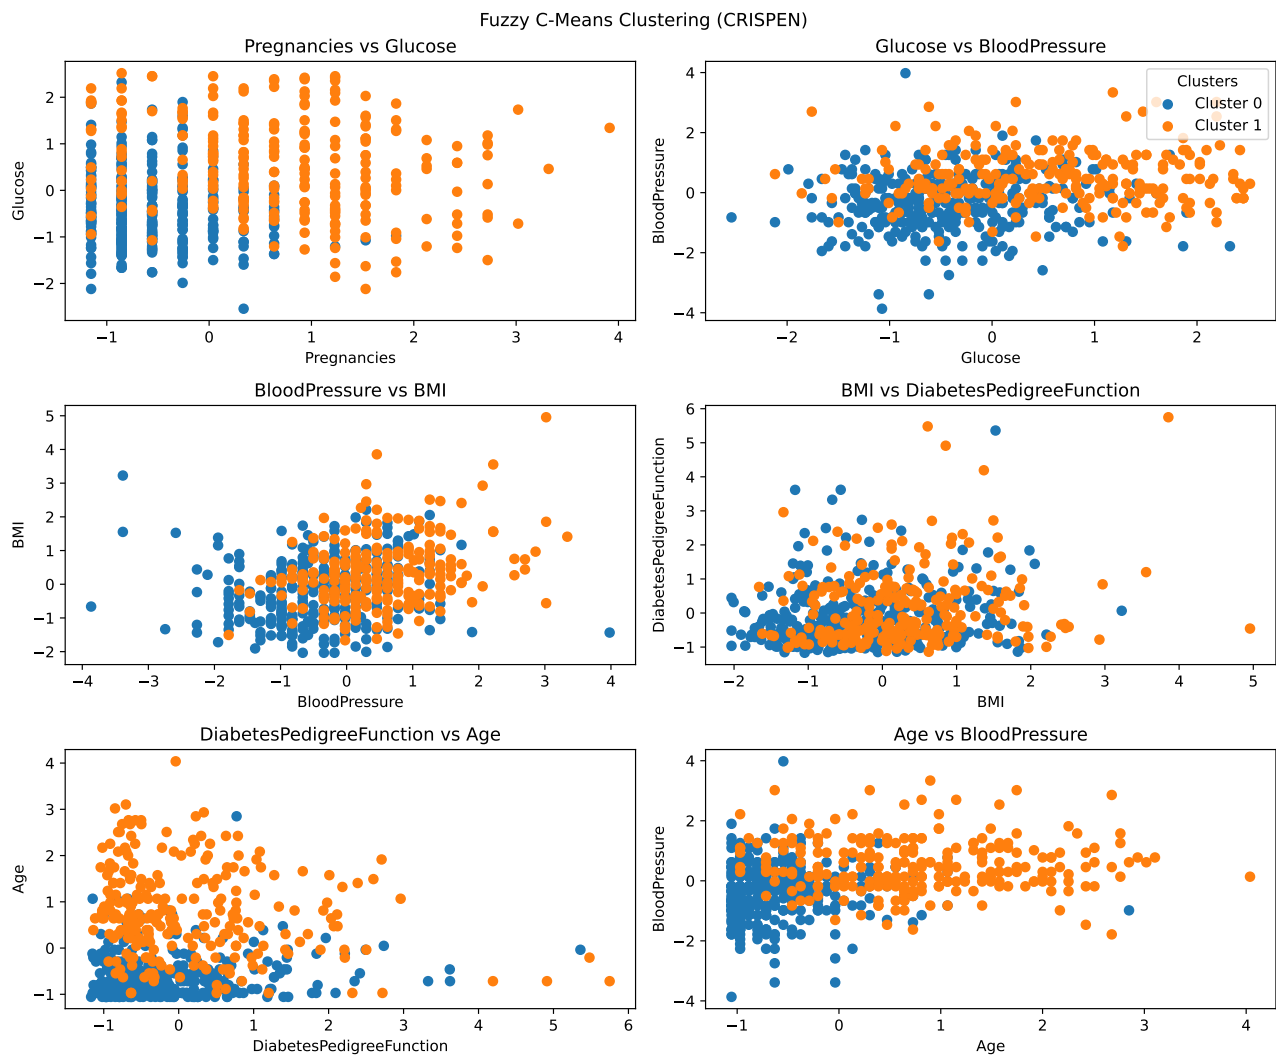 Fuzzy C-Means Clustering (CRISPEN)
Pregnancies vs Glucose
Glucose
2
1
0
−1
−2
−1 0 1 2 3 4
Pregnancies
Glucose vs BloodPressure
BloodPressure
4
2
0
−2
−4
Clusters
Cluster 0
Cluster 1
−2 −1 0 1 2
Glucose
BloodPressure vs BMI
BMI
5
4
3
2
1
0
−1
−2
−4 −3 −2 −1 0 1 2 3 4
BloodPressure
BMI vs DiabetesPedigreeFunction
DiabetesPedigreeFunction
6
5
4
3
2
1
0
−1
−2 −1 0 1 2 3 4 5
BMI
DiabetesPedigreeFunction vs Age
Age
4
3
2
1
0
−1
−1 0 1 2 3 4 5 6
DiabetesPedigreeFunction
Age vs BloodPressure
BloodPressure
4
2
0
−2
−4
−1 0 1 2 3 4
Age